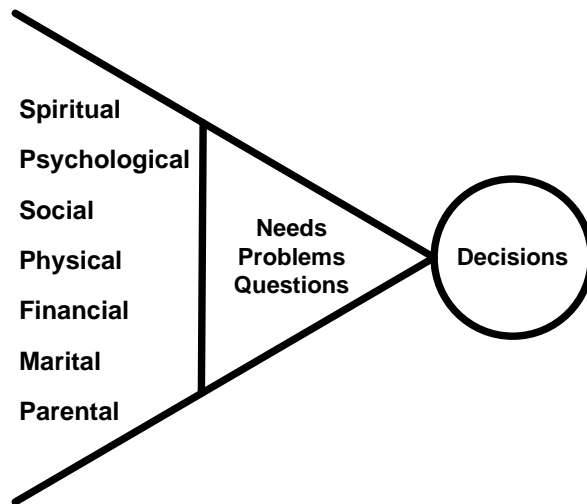 Spiritual
Psychological
Social
Physical
Financial
Marital
Parental
Needs
Problems
Questions
Decisions